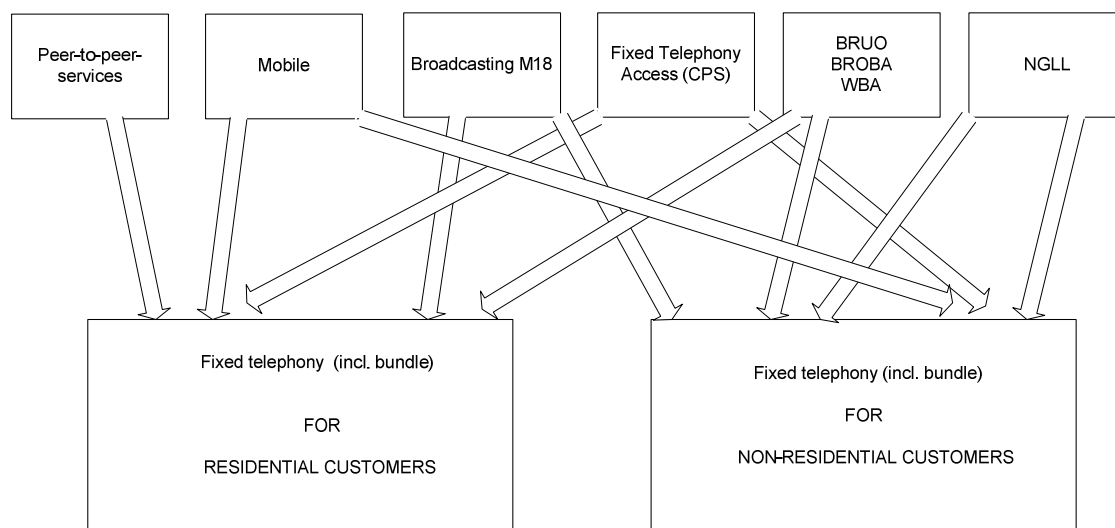 Peer-to-peer-
services
Mobile
Broadcasting M18
Fixed Telephony
Access (CPS)
BRUO
BROBA
WBA
NGLL
Fixed telephony (incl. bundle)
FOR
RESIDENTIAL CUSTOMERS
Fixed telephony (incl. bundle)
FOR
NON-RESIDENTIAL CUSTOMERS